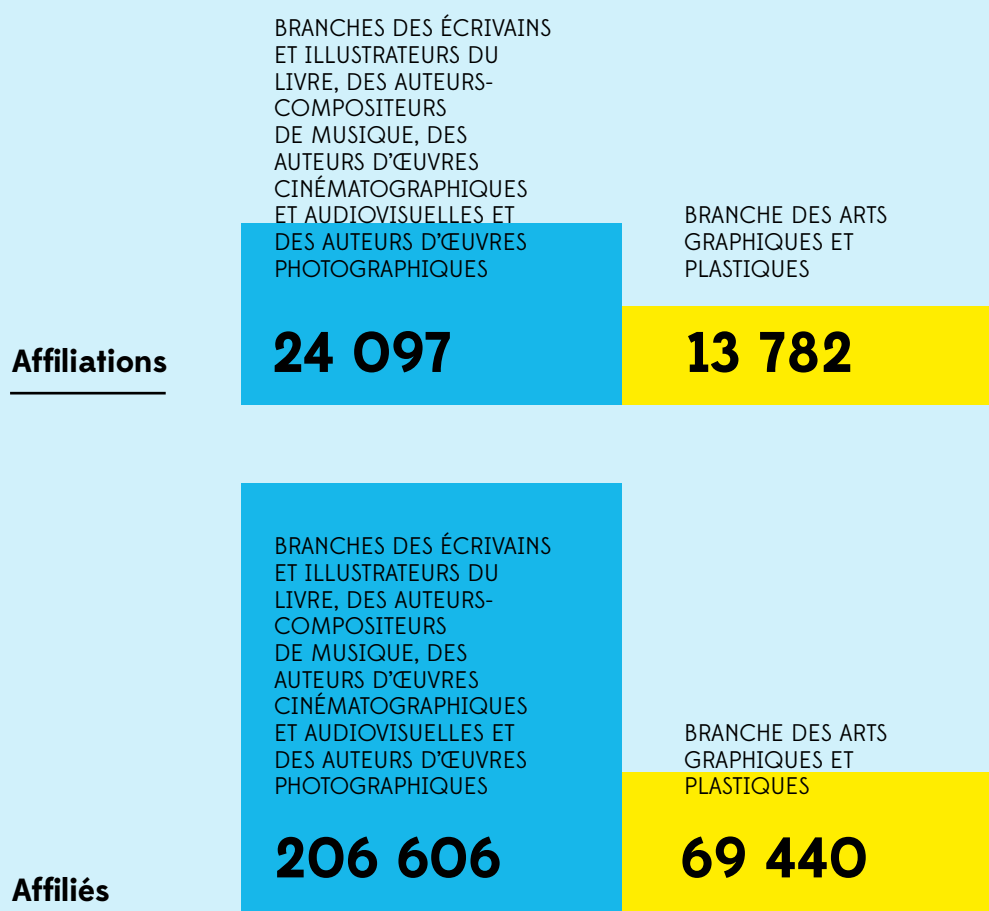 BRANCHES DES ÉCRIVAINS
ET ILLUSTRATEURS DU
LIVRE, DES AUTEURS-
COMPOSITEURS
DE MUSIQUE, DES
AUTEURS D’ŒUVRES
CINÉMATOGRAPHIQUES
ET AUDIOVISUELLES ET
DES AUTEURS D’ŒUVRES
PHOTOGRAPHIQUES
BRANCHE DES ARTS
GRAPHIQUES ET
PLASTIQUES
Affiliations
24 097
13 782
BRANCHES DES ÉCRIVAINS
ET ILLUSTRATEURS DU
LIVRE, DES AUTEURS-
COMPOSITEURS
DE MUSIQUE, DES
AUTEURS D’ŒUVRES
CINÉMATOGRAPHIQUES
ET AUDIOVISUELLES ET
DES AUTEURS D’ŒUVRES
PHOTOGRAPHIQUES
BRANCHE DES ARTS
GRAPHIQUES ET
PLASTIQUES
Affiliés
206 606
69 440